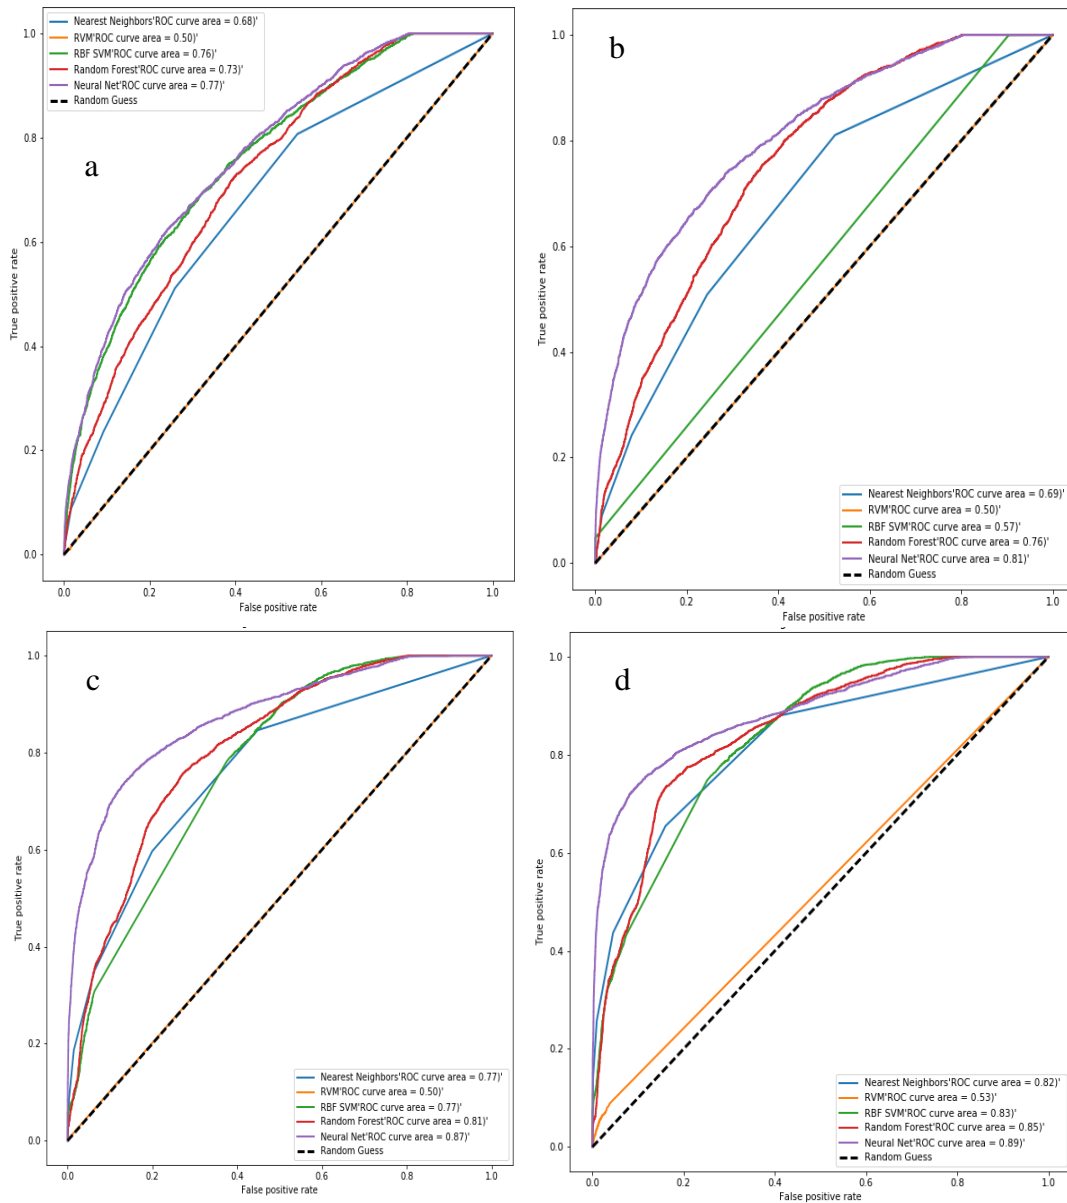 Nearest Neighbors'ROC curve area = 0.68)'
RVM'ROC curve area = 0.50)'
RBF SVM'ROC curve area = 0.76)'
Random Forest'ROC curve area = 0.73)'
Neural Net'ROC curve area = 0.77)'
Random Guess
a
1.0
0.8
0.6
0.4
0.2
0.0
True positive rate
0.0 0.2 0.4 0.6 0.8 1.0
False positive rate
b
1.0
0.8
0.6
0.4
0.2
0.0
True positive rate
Nearest Neighbors'ROC curve area = 0.69)'
RVM'ROC curve area = 0.50)'
RBF SVM'ROC curve area = 0.57)'
Random Forest'ROC curve area = 0.76)'
Neural Net'ROC curve area = 0.81)'
Random Guess
0.0 0.2 0.4 0.6 0.8 1.0
False positive rate
c
1.0
0.8
0.6
0.4
0.2
0.0
True positive rate
Nearest Neighbors'ROC curve area = 0.77)'
RVM'ROC curve area = 0.50)'
RBF SVM'ROC curve area = 0.77)'
Random Forest'ROC curve area = 0.81)'
Neural Net'ROC curve area = 0.87)'
Random Guess
0.0 0.2 0.4 0.6 0.8 1.0
False positive rate
d
1.0
0.8
0.6
0.4
0.2
0.0
True positive rate
Nearest Neighbors'ROC curve area = 0.82)'
RVM'ROC curve area = 0.53)'
RBF SVM'ROC curve area = 0.83)'
Random Forest'ROC curve area = 0.85)'
Neural Net'ROC curve area = 0.89)'
Random Guess
0.0 0.2 0.4 0.6 0.8 1.0
False positive rate